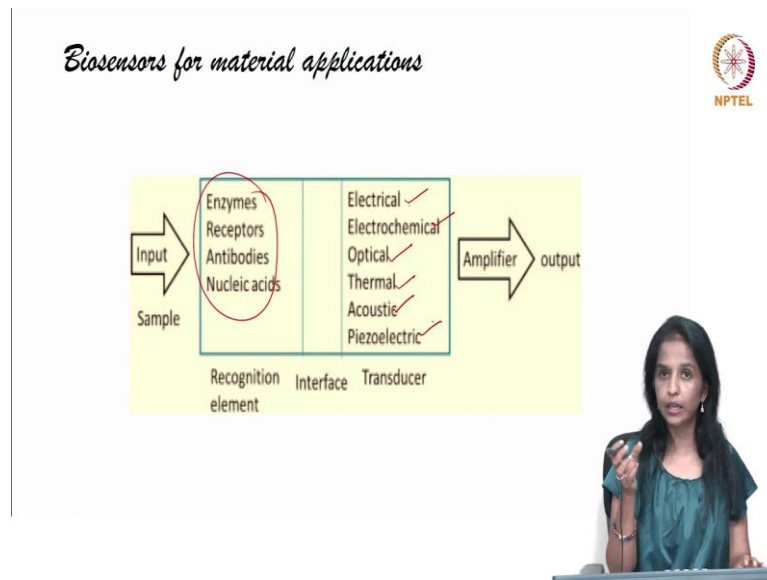 Biosensors for material applications
NPTEL
Enzymes
Receptors
Antibodies
Nucleic acids
Electrical
Electrochemical
Optical
Thermal
Acoustic
Piezoelectric
Input
Sample
Amplifier
output
Recognition
element
Interface
Transducer